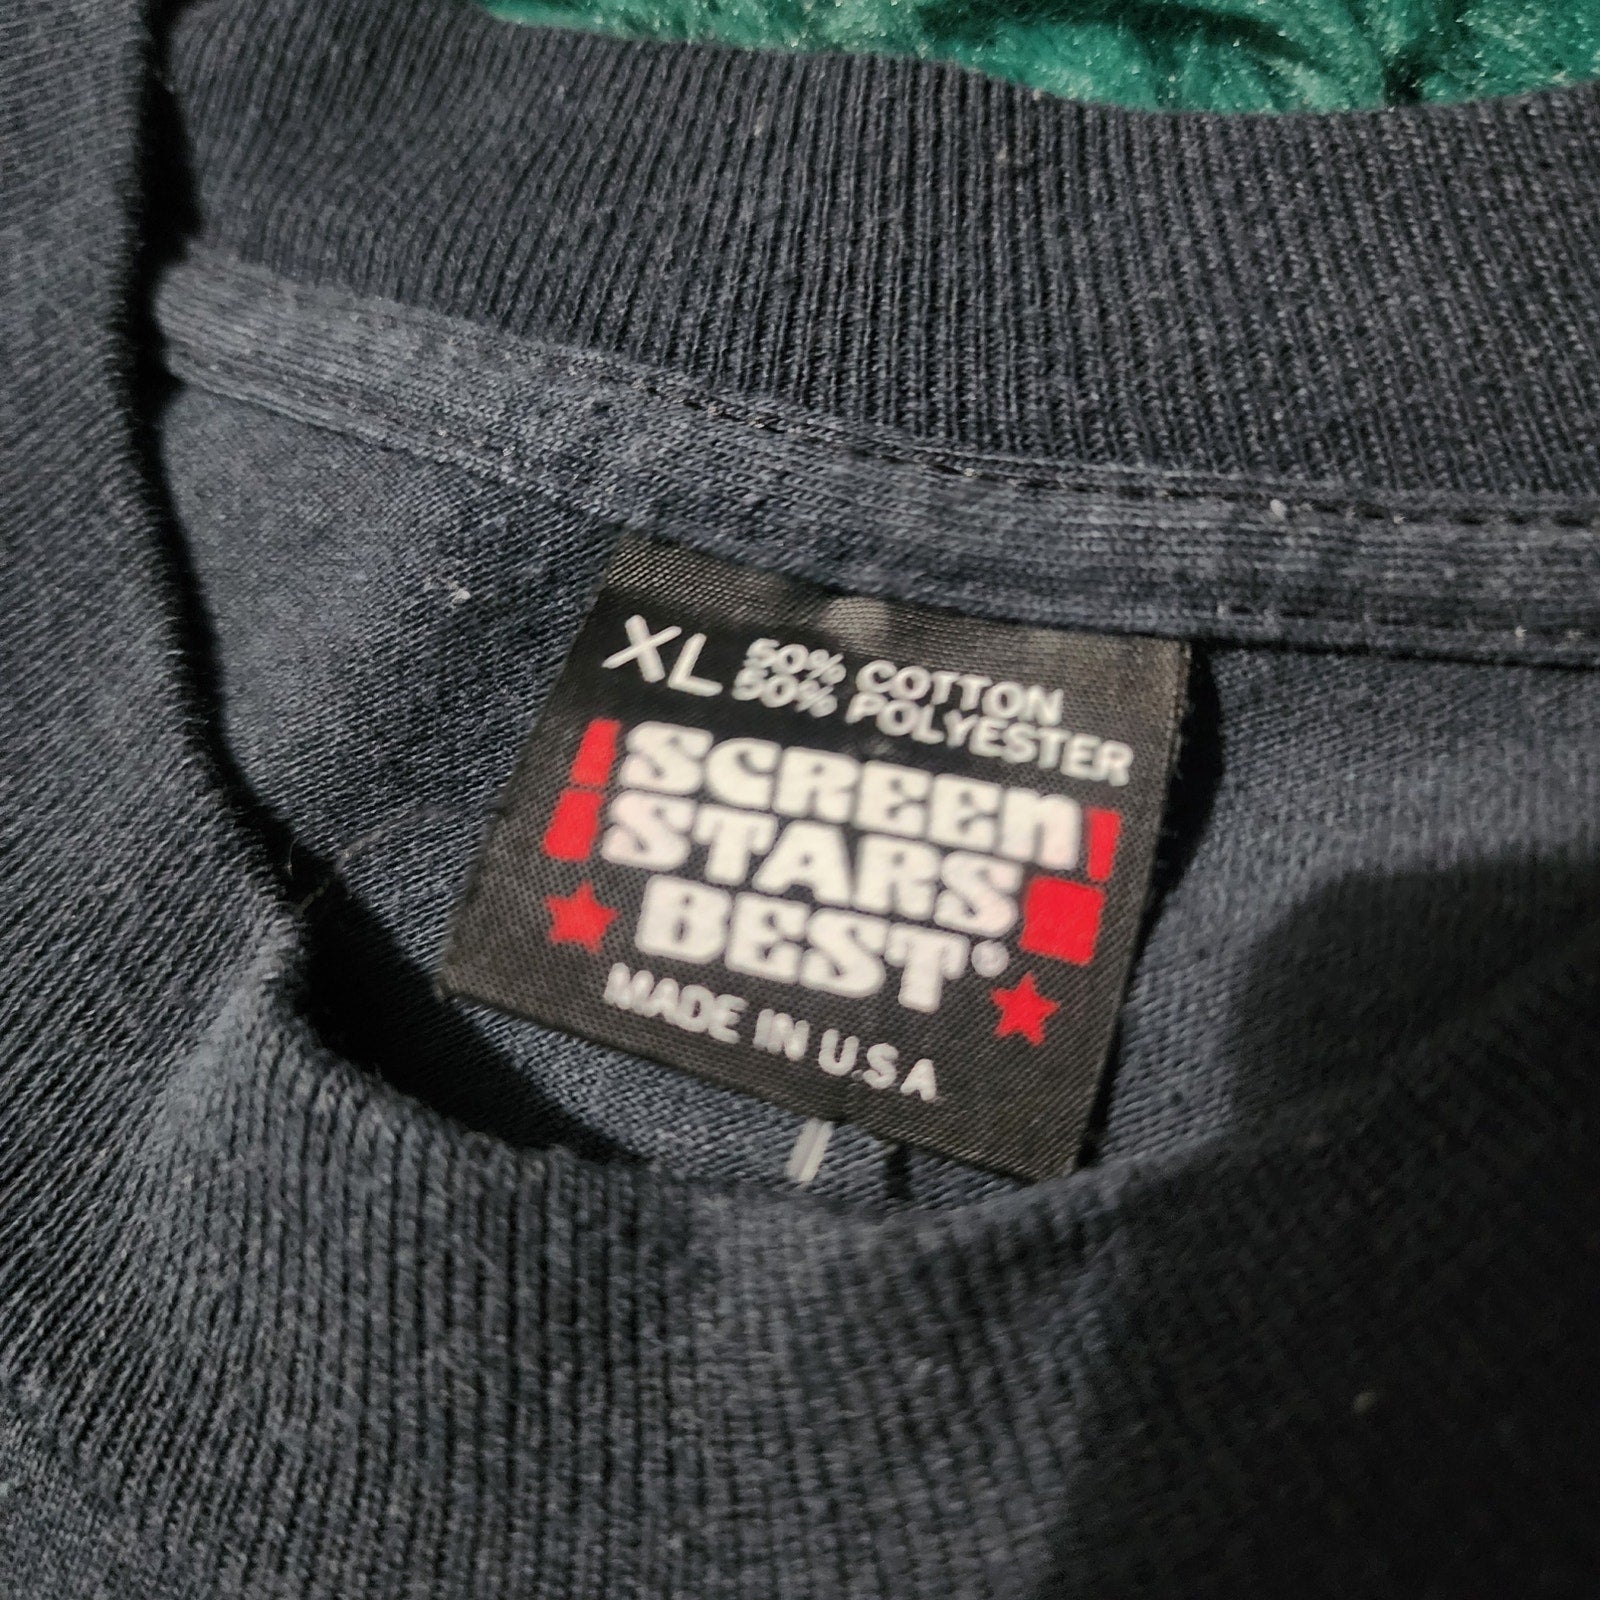 XL 50% COTTON
50% POLYESTER
SCREEN
STARS
BEST®
MADE IN U.S.A